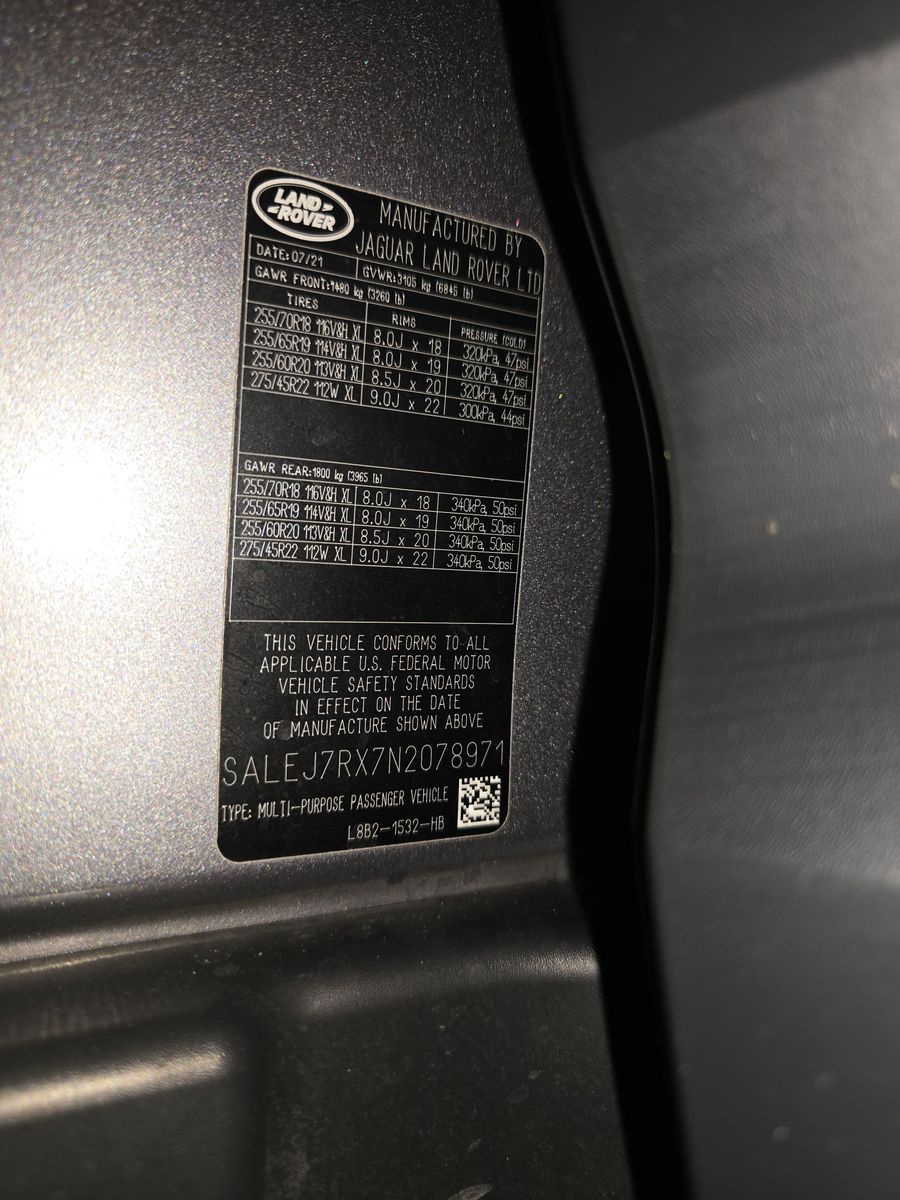 LAND
ROVER
MANUFACTURED BY
JAGUAR LAND ROVER LTD
DATE: 07/21 GVWR: 3105 kg (6845 lb)
GAWR FRONT: 1480 kg (3260 lb)
TIRES RIMS PRESSURE (COLD)
255/70R18 116V&H XL 8.0J x 18 320kPa, 47psi
255/65R19 114V&H XL 8.0J x 19 320kPa, 47psi
255/60R20 113V&H XL 8.5J x 20 320kPa, 47psi
275/45R22 112W XL 9.0J x 22 300kPa, 44psi
GAWR REAR: 1800 kg (3965 lb)
255/70R18 116V&H XL 8.0J x 18 340kPa, 50psi
255/65R19 114V&H XL 8.0J x 19 340kPa, 50psi
255/60R20 113V&H XL 8.5J x 20 340kPa, 50psi
275/45R22 112W XL 9.0J x 22 340kPa, 50psi
THIS VEHICLE CONFORMS TO ALL
APPLICABLE U.S. FEDERAL MOTOR
VEHICLE SAFETY STANDARDS
IN EFFECT ON THE DATE
OF MANUFACTURE SHOWN ABOVE
SALEJ7RX7N2078971
TYPE: MULTI-PURPOSE PASSENGER VEHICLE
L8B2-1532-HB